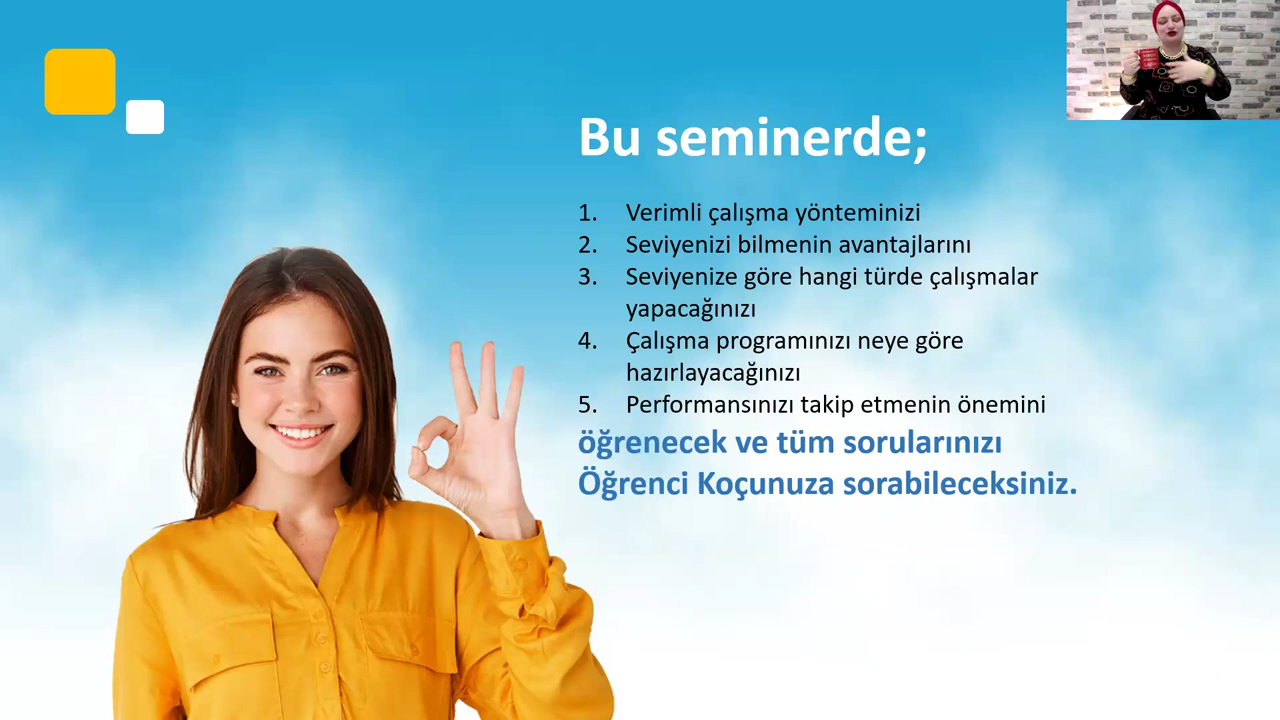 Bu seminerde;
1. Verimli çalışma yönteminizi
2. Seviyenizi bilmenin avantajlarını
3. Seviyenize göre hangi türde çalışmalar
yapacağınızı
4. Çalışma programınızı neye göre
hazırlayacağınızı
5. Performansınızı takip etmenin önemini
öğrenecek ve tüm sorularınızı
Öğrenci Koçunuza sorabileceksiniz.